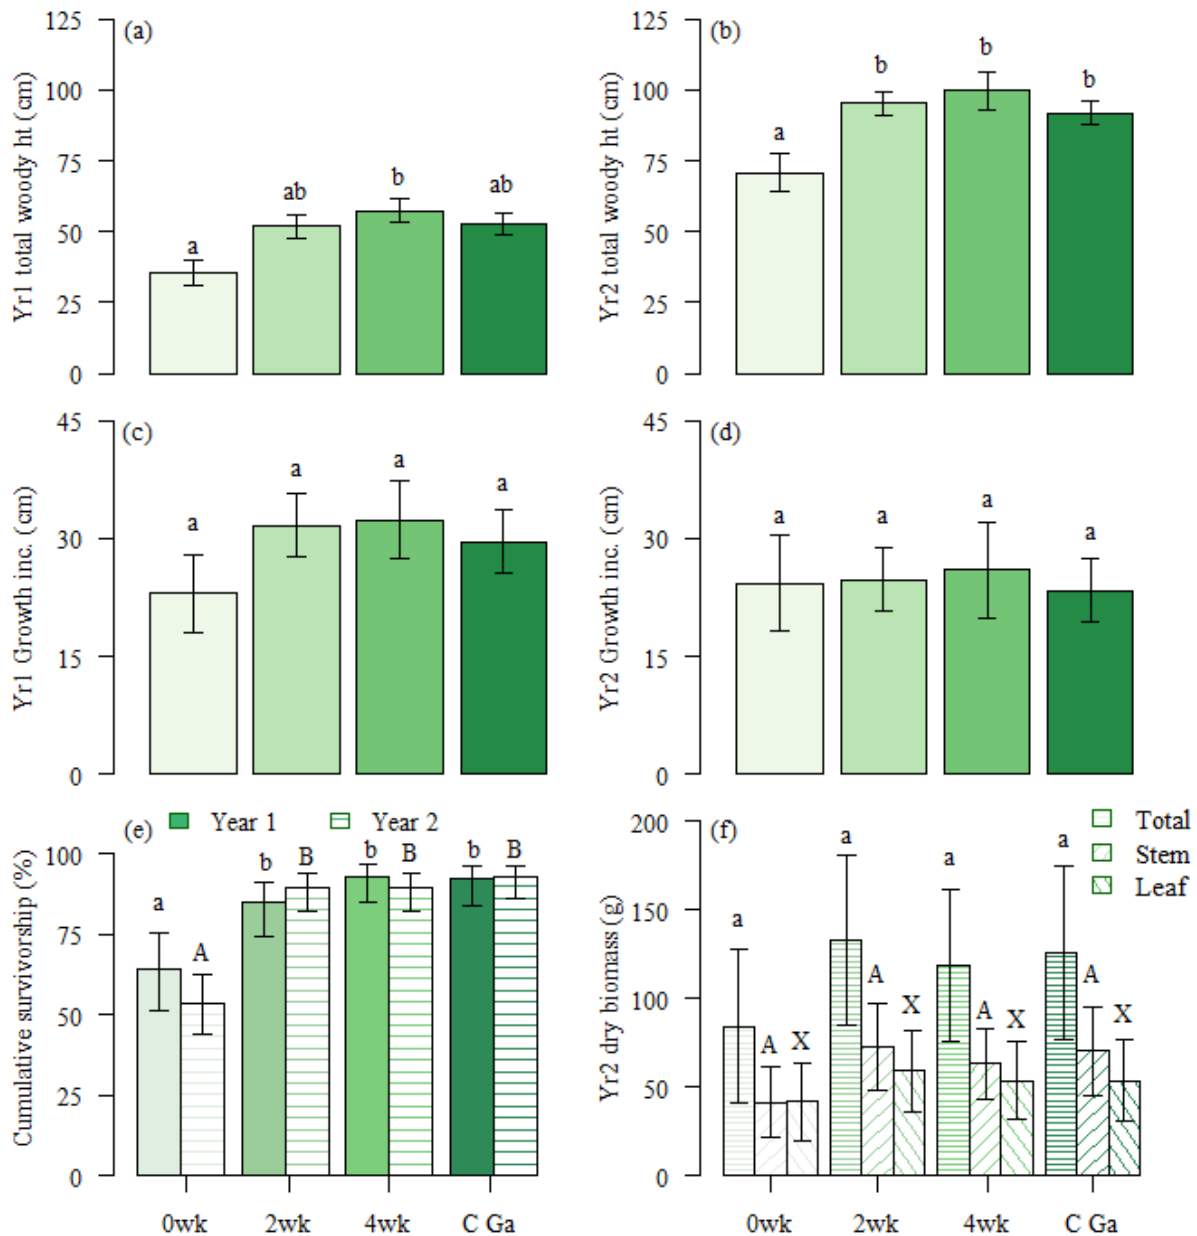 (a)
Yr1 total woody ht (cm)
125
100
75
50
25
0
a
ab
b
ab
(b)
Yr2 total woody ht (cm)
125
100
75
50
25
0
a
b
b
b
(c)
Yr1 Growth inc. (cm)
45
30
15
0
a
a
a
a
(d)
Yr2 Growth inc. (cm)
45
30
15
0
a
a
a
a
(e)
Year 1
Year 2
Cumulative survivorship (%)
100
75
50
25
0
a
A
b
B
b
B
b
B
0wk
2wk
4wk
C Ga
(f)
Total
Stem
Leaf
Yr2 dry biomass (g)
200
150
100
50
0
a
A
X
a
A
X
a
A
X
a
A
X
0wk
2wk
4wk
C Ga